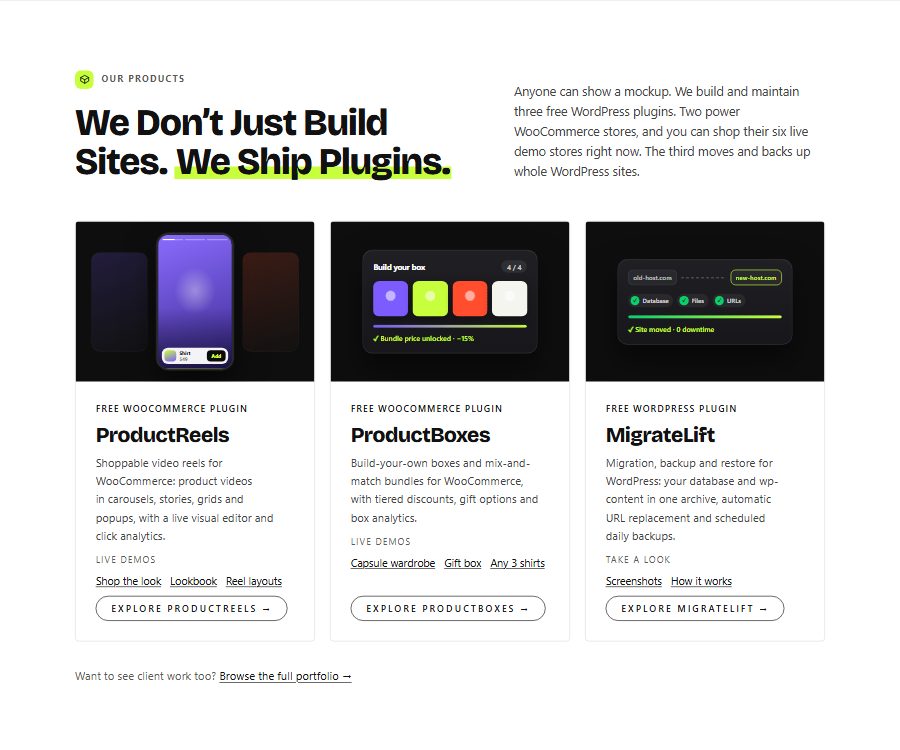 OUR PRODUCTS
We Don’t Just Build
Sites. We Ship Plugins.
Anyone can show a mockup. We build and maintain
three free WordPress plugins. Two power
WooCommerce stores, and you can shop their six live
demo stores right now. The third moves and backs up
whole WordPress sites.
Shirt
$49
Add
FREE WOOCOMMERCE PLUGIN
ProductReels
Shoppable video reels for
WooCommerce: product videos
in carousels, stories, grids and
popups, with a live visual editor and
click analytics.
LIVE DEMOS
Shop the look Lookbook Reel layouts
EXPLORE PRODUCTREELS →
Build your box 4 / 4
✓ Bundle price unlocked · −15%
FREE WOOCOMMERCE PLUGIN
ProductBoxes
Build-your-own boxes and mix-and-
match bundles for WooCommerce,
with tiered discounts, gift options and
box analytics.
LIVE DEMOS
Capsule wardrobe Gift box Any 3 shirts
EXPLORE PRODUCTBOXES →
old-host.com new-host.com
✓ Database ✓ Files ✓ URLs
✓ Site moved · 0 downtime
FREE WORDPRESS PLUGIN
MigrateLift
Migration, backup and restore for
WordPress: your database and wp-
content in one archive, automatic
URL replacement and scheduled
daily backups.
TAKE A LOOK
Screenshots How it works
EXPLORE MIGRATELIFT →
Want to see client work too? Browse the full portfolio →